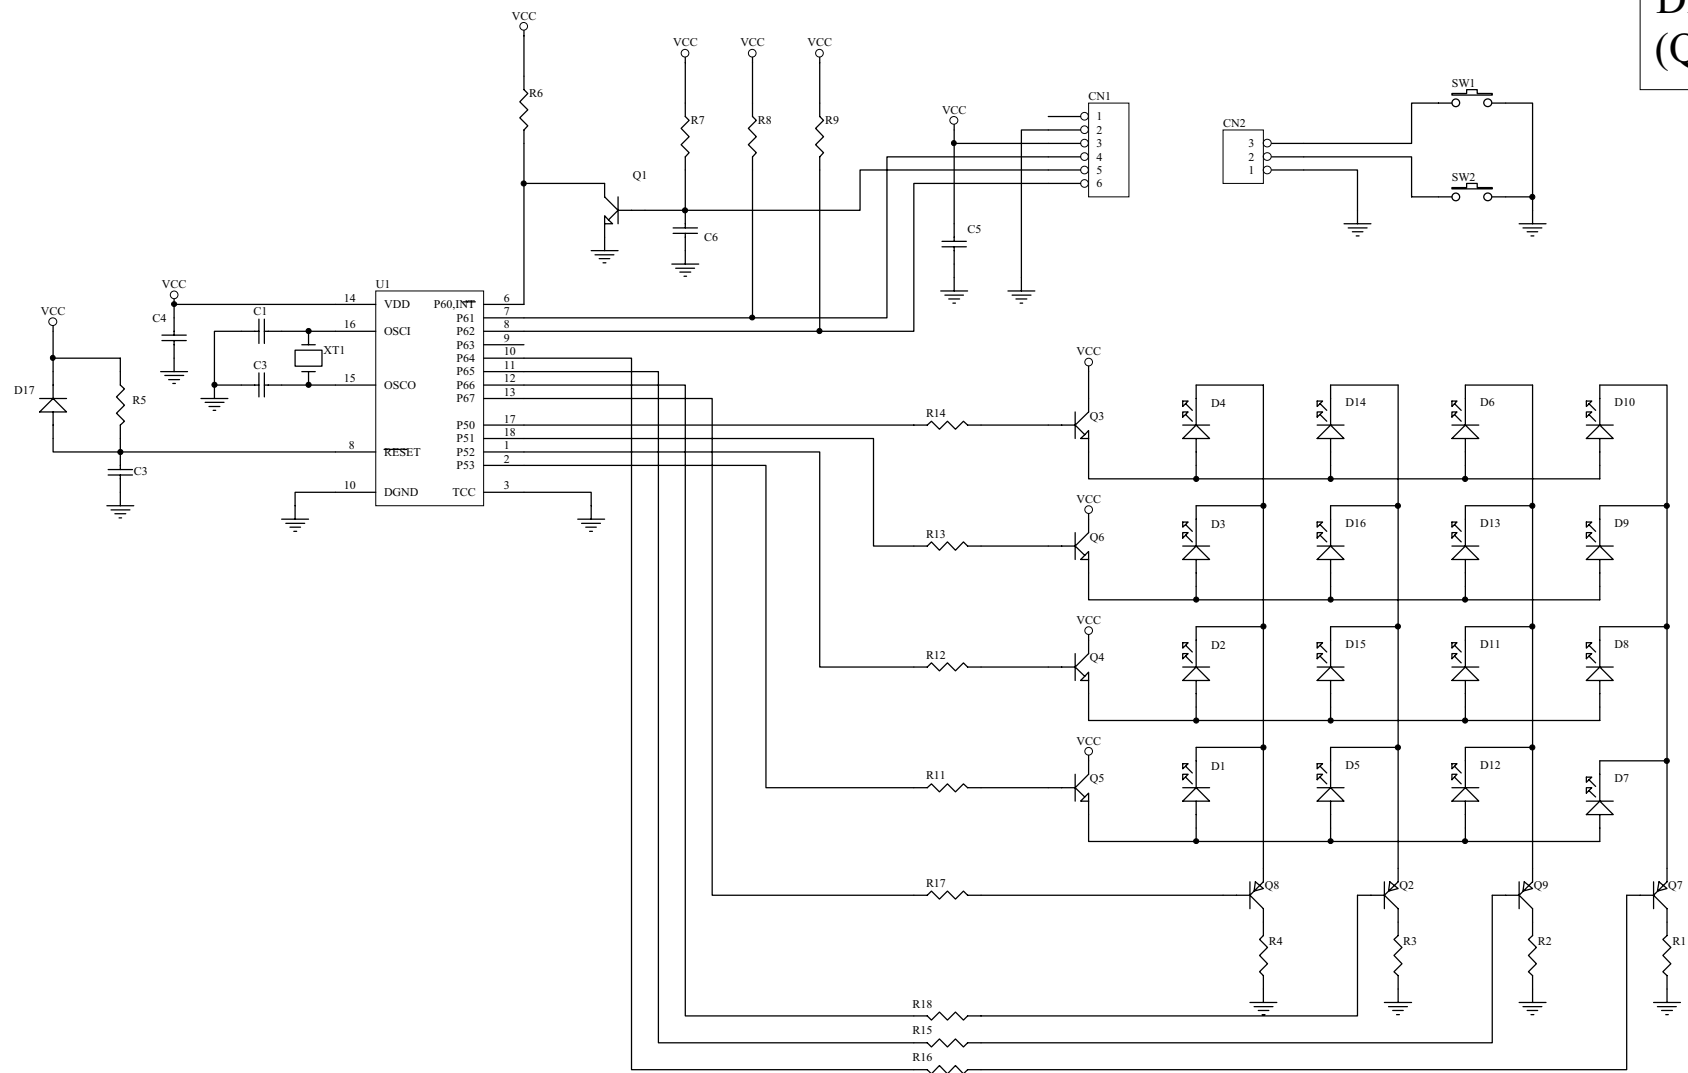 D
(Q
VCC
VCC VCC VCC
R6 R7 R8 R9
Q1
C6
VCC
C5
CN1
1
2
3
4
5
6
CN2
3
2
1
SW1
SW2
VCC
C4
VCC
D17
R5
C3
C1
C3
XT1
U1
14 VDD P60,INT 6
P61 7
16 OSCI P62 8
P63 9
P64 10
P65 11
15 OSCO P66 12
P67 13
P50 17
P51 18
8 RESET P52 1
P53 2
10 DGND TCC 3
VCC
R14 Q3 D4 D14 D6 D10
VCC
R13 Q6 D3 D16 D13 D9
VCC
R12 Q4 D2 D15 D11 D8
VCC
R11 Q5 D1 D5 D12 D7
R17 Q8 Q2 Q9 Q7
R4 R3 R2 R1
R18
R15
R16